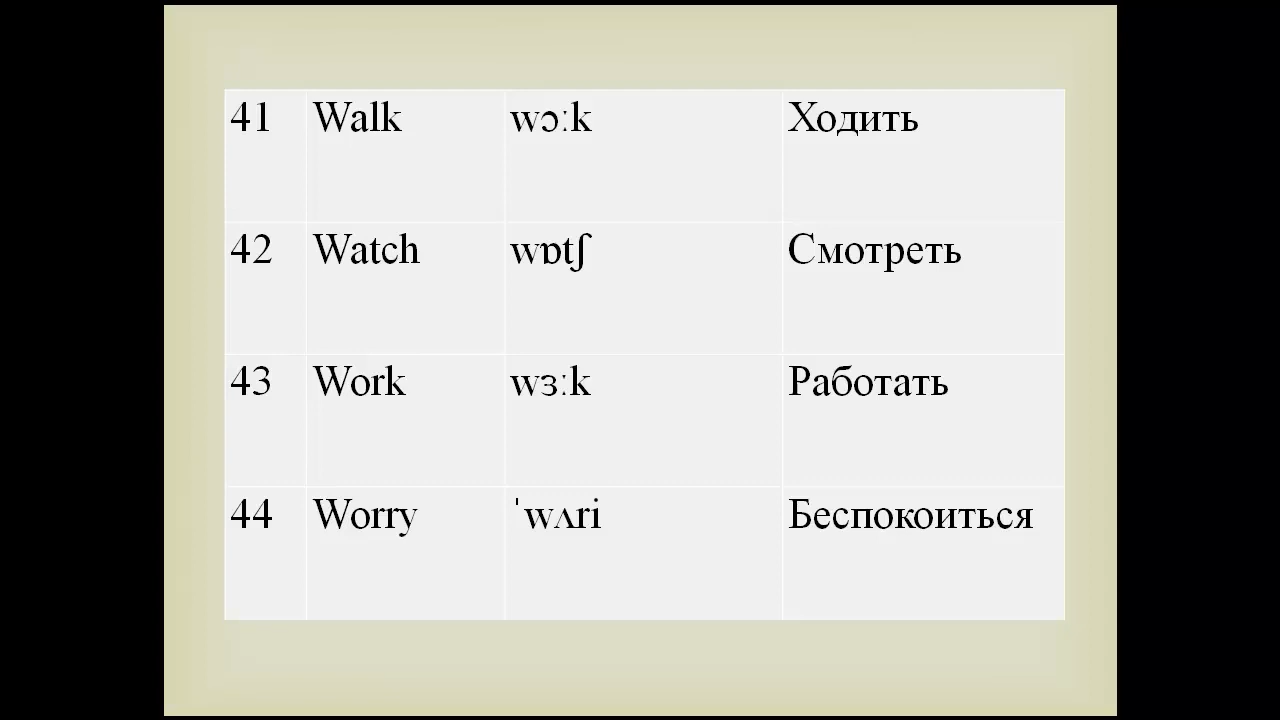 41 Walk wɔːk Ходить
42 Watch wɒtʃ Смотреть
43 Work wɜːk Работать
44 Worry ˈwʌri Беспокоиться